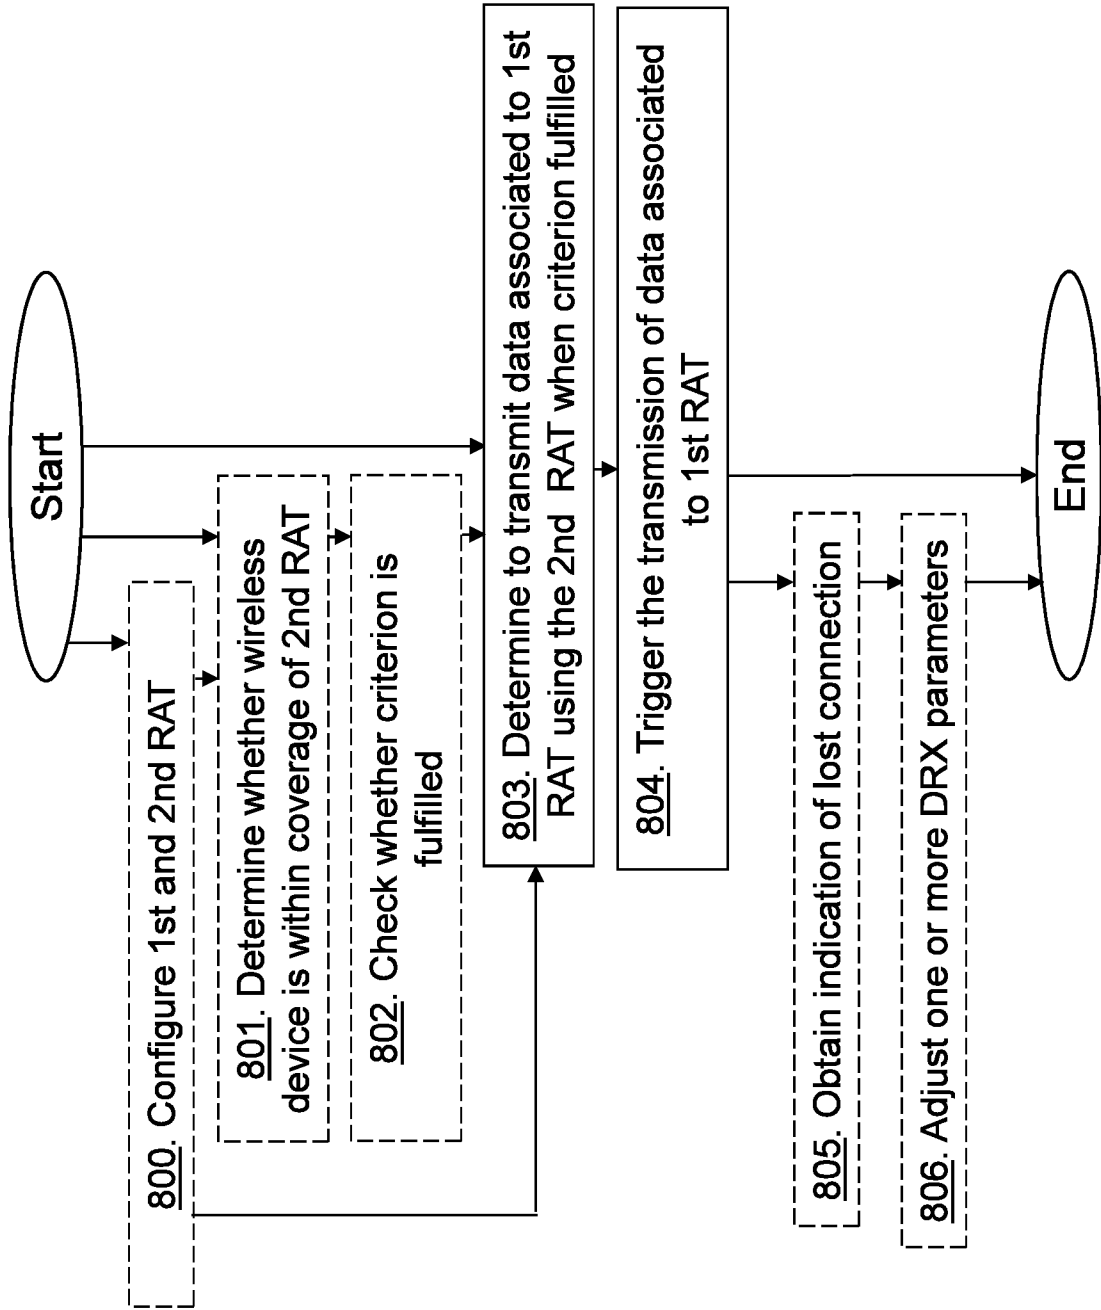 Start
800. Configure 1st and 2nd RAT
801. Determine whether wireless
device is within coverage of 2nd RAT
802. Check whether criterion is
fulfilled
803. Determine to transmit data associated to 1st
RAT using the 2nd RAT when criterion fulfilled
804. Trigger the transmission of data associated
to 1st RAT
805. Obtain indication of lost connection
806. Adjust one or more DRX parameters
End